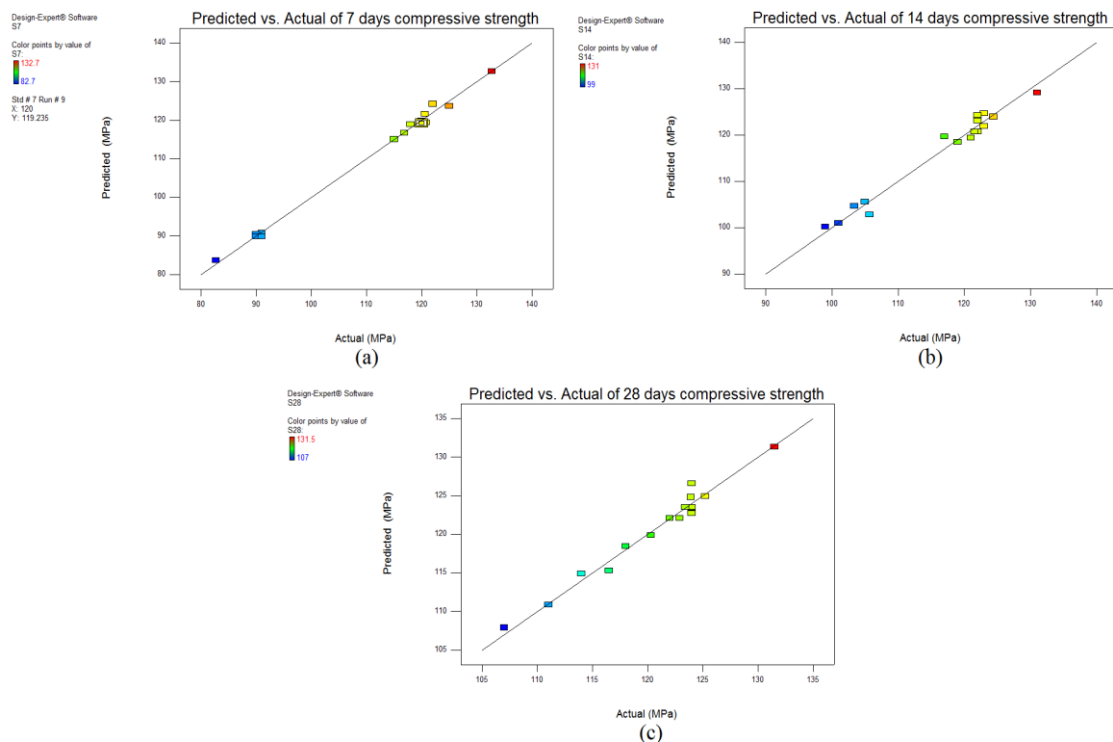 Design-Expert® Software
S7
Color points by value of
S7:
132.7
82.7
Std # 7 Run # 9
X: 120
Y: 119.235
Predicted vs. Actual of 7 days compressive strength
Predicted (MPa)
140
130
120
110
100
90
80
80 90 100 110 120 130 140
Actual (MPa)
(a)
Design-Expert® Software
S14
Color points by value of
S14:
131
99
Predicted vs. Actual of 14 days compressive strength
Predicted (MPa)
140
130
120
110
100
90
90 100 110 120 130 140
Actual (MPa)
(b)
Design-Expert® Software
S28
Color points by value of
S28:
131.5
107
Predicted vs. Actual of 28 days compressive strength
Predicted (MPa)
135
130
125
120
115
110
105
105 110 115 120 125 130 135
Actual (MPa)
(c)